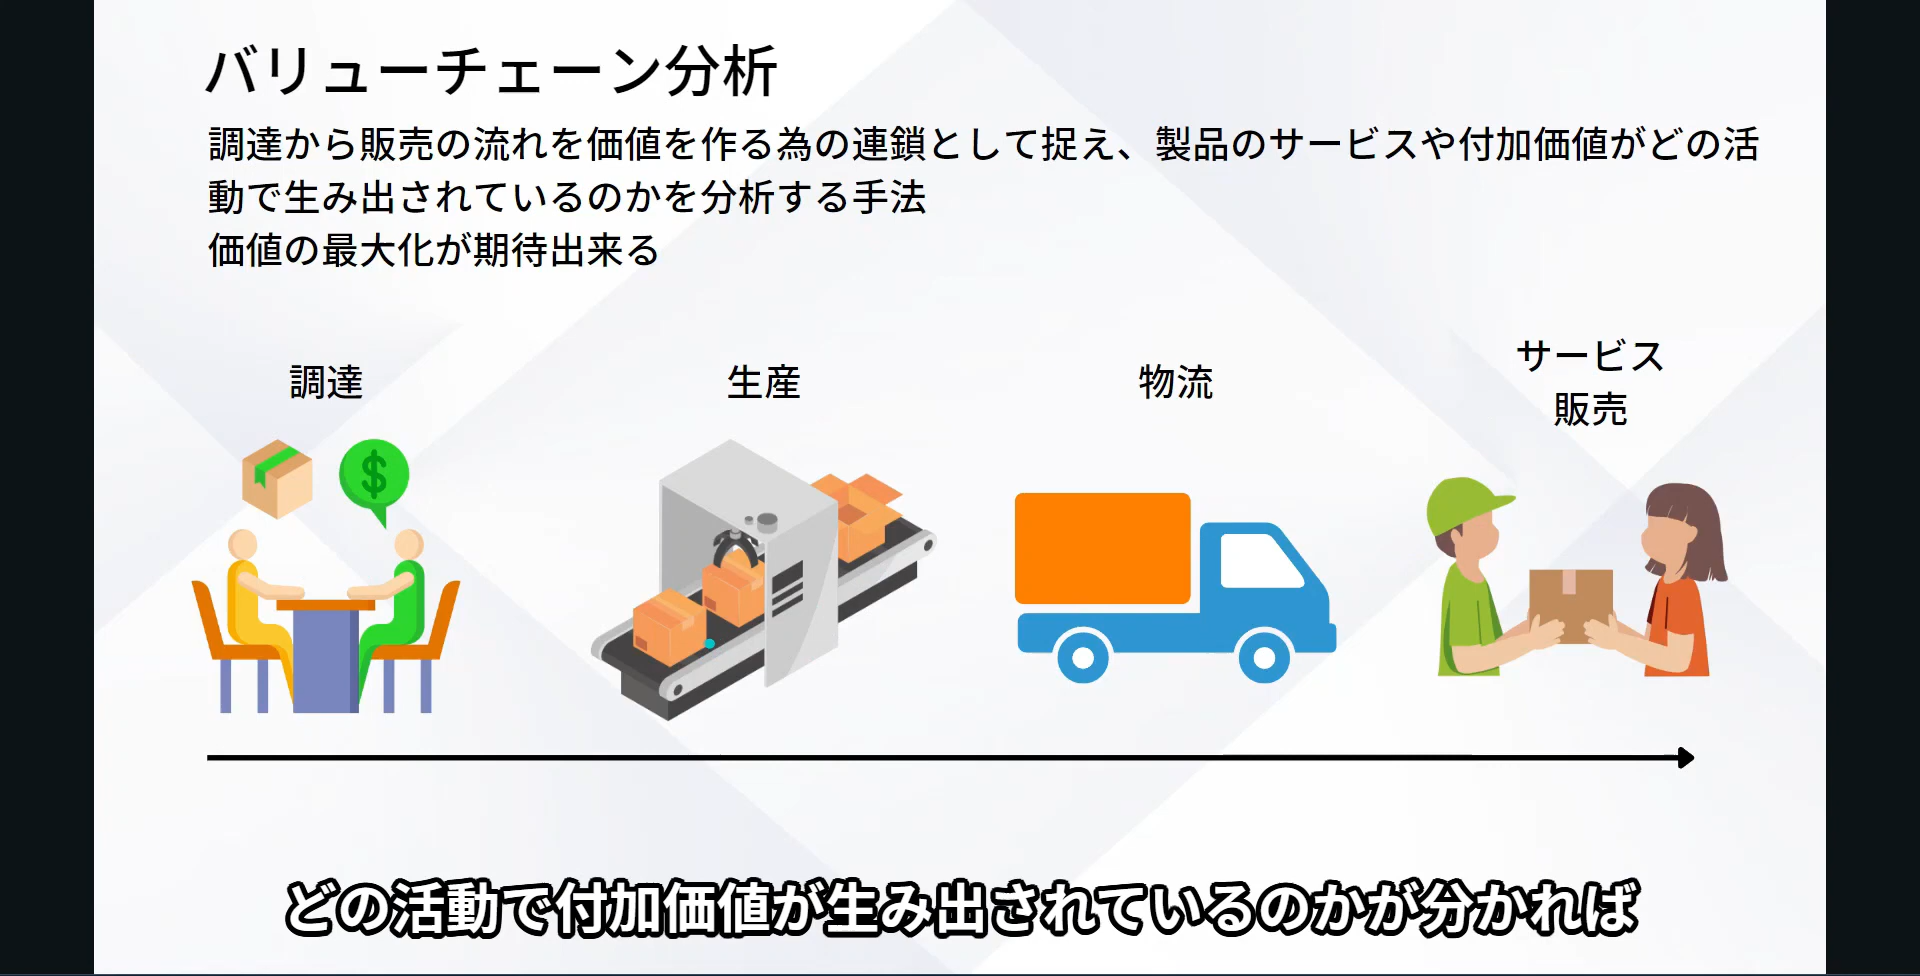 バリューチェーン分析
調達から販売の流れを価値を作る為の連鎖として捉え、製品のサービスや付加価値がどの活
動で生み出されているのかを分析する手法
価値の最大化が期待出来る
調達
生産
物流
サービス
販売
$
どの活動で付加価値が生み出されているのかが分かれば